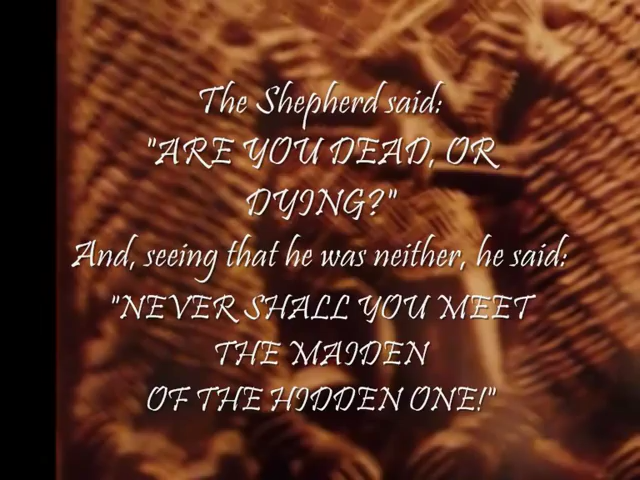 The Shepherd said:
"ARE YOU DEAD, OR
DYING?"
And, seeing that he was neither, he said:
"NEVER SHALL YOU MEET
THE MAIDEN
OF THE HIDDEN ONE!"